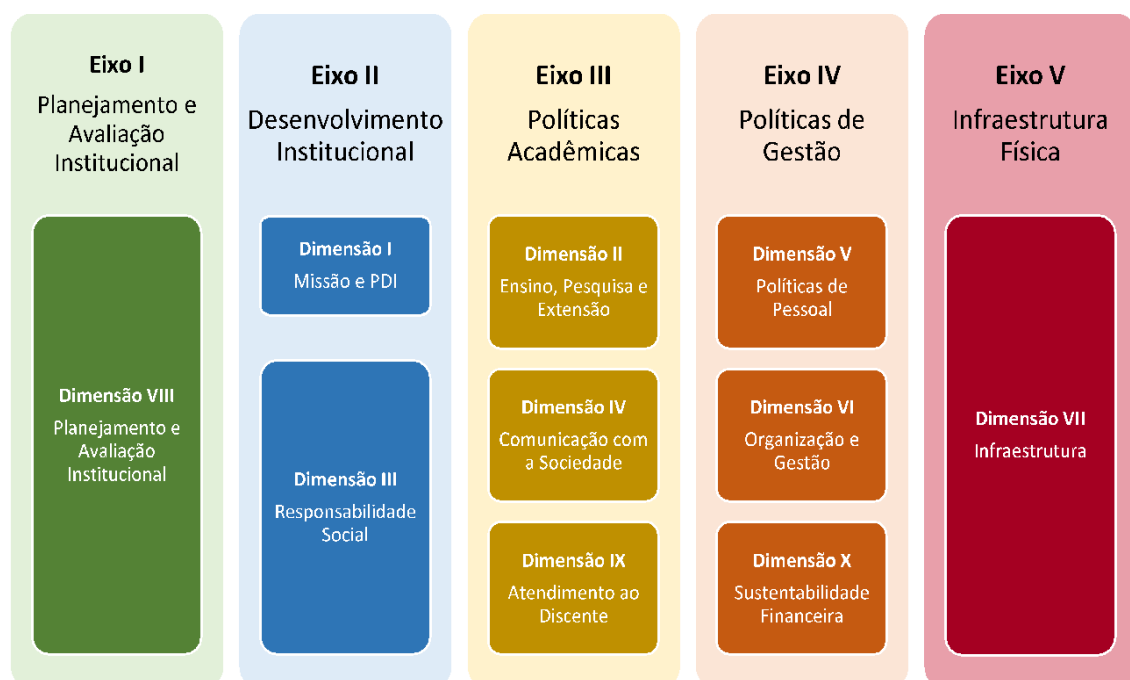 Eixo I
Planejamento e
Avaliação
Institucional
Dimensão VIII
Planejamento e
Avaliação
Institucional
Eixo II
Desenvolvimento
Institucional
Dimensão I
Missão e PDI
Dimensão III
Responsabilidade
Social
Eixo III
Políticas
Acadêmicas
Dimensão II
Ensino, Pesquisa e
Extensão
Dimensão IV
Comunicação com
a Sociedade
Dimensão IX
Atendimento ao
Discente
Eixo IV
Políticas de
Gestão
Dimensão V
Políticas de
Pessoal
Dimensão VI
Organização e
Gestão
Dimensão X
Sustentabilidade
Financeira
Eixo V
Infraestrutura
Física
Dimensão VII
Infraestrutura